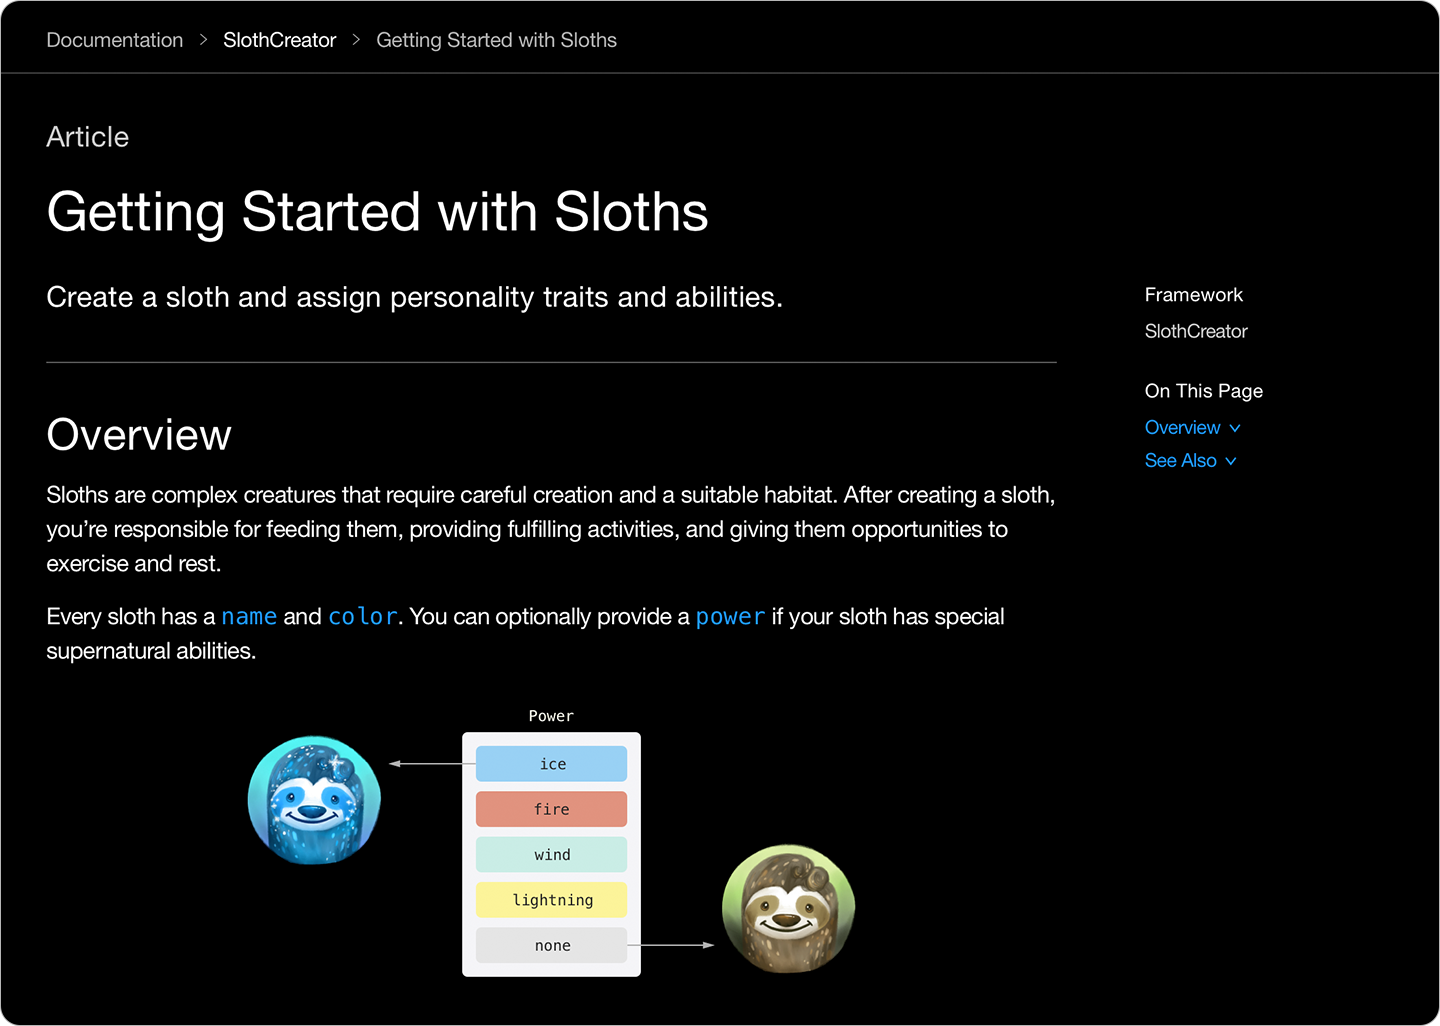 Documentation > SlothCreator > Getting Started with Sloths
Article
Getting Started with Sloths
Create a sloth and assign personality traits and abilities.
Framework
SlothCreator
On This Page
Overview
See Also
Overview
Sloths are complex creatures that require careful creation and a suitable habitat. After creating a sloth,
you’re responsible for feeding them, providing fulfilling activities, and giving them opportunities to
exercise and rest.
Every sloth has a name and color. You can optionally provide a power if your sloth has special
supernatural abilities.
Power
ice
fire
wind
lightning
none